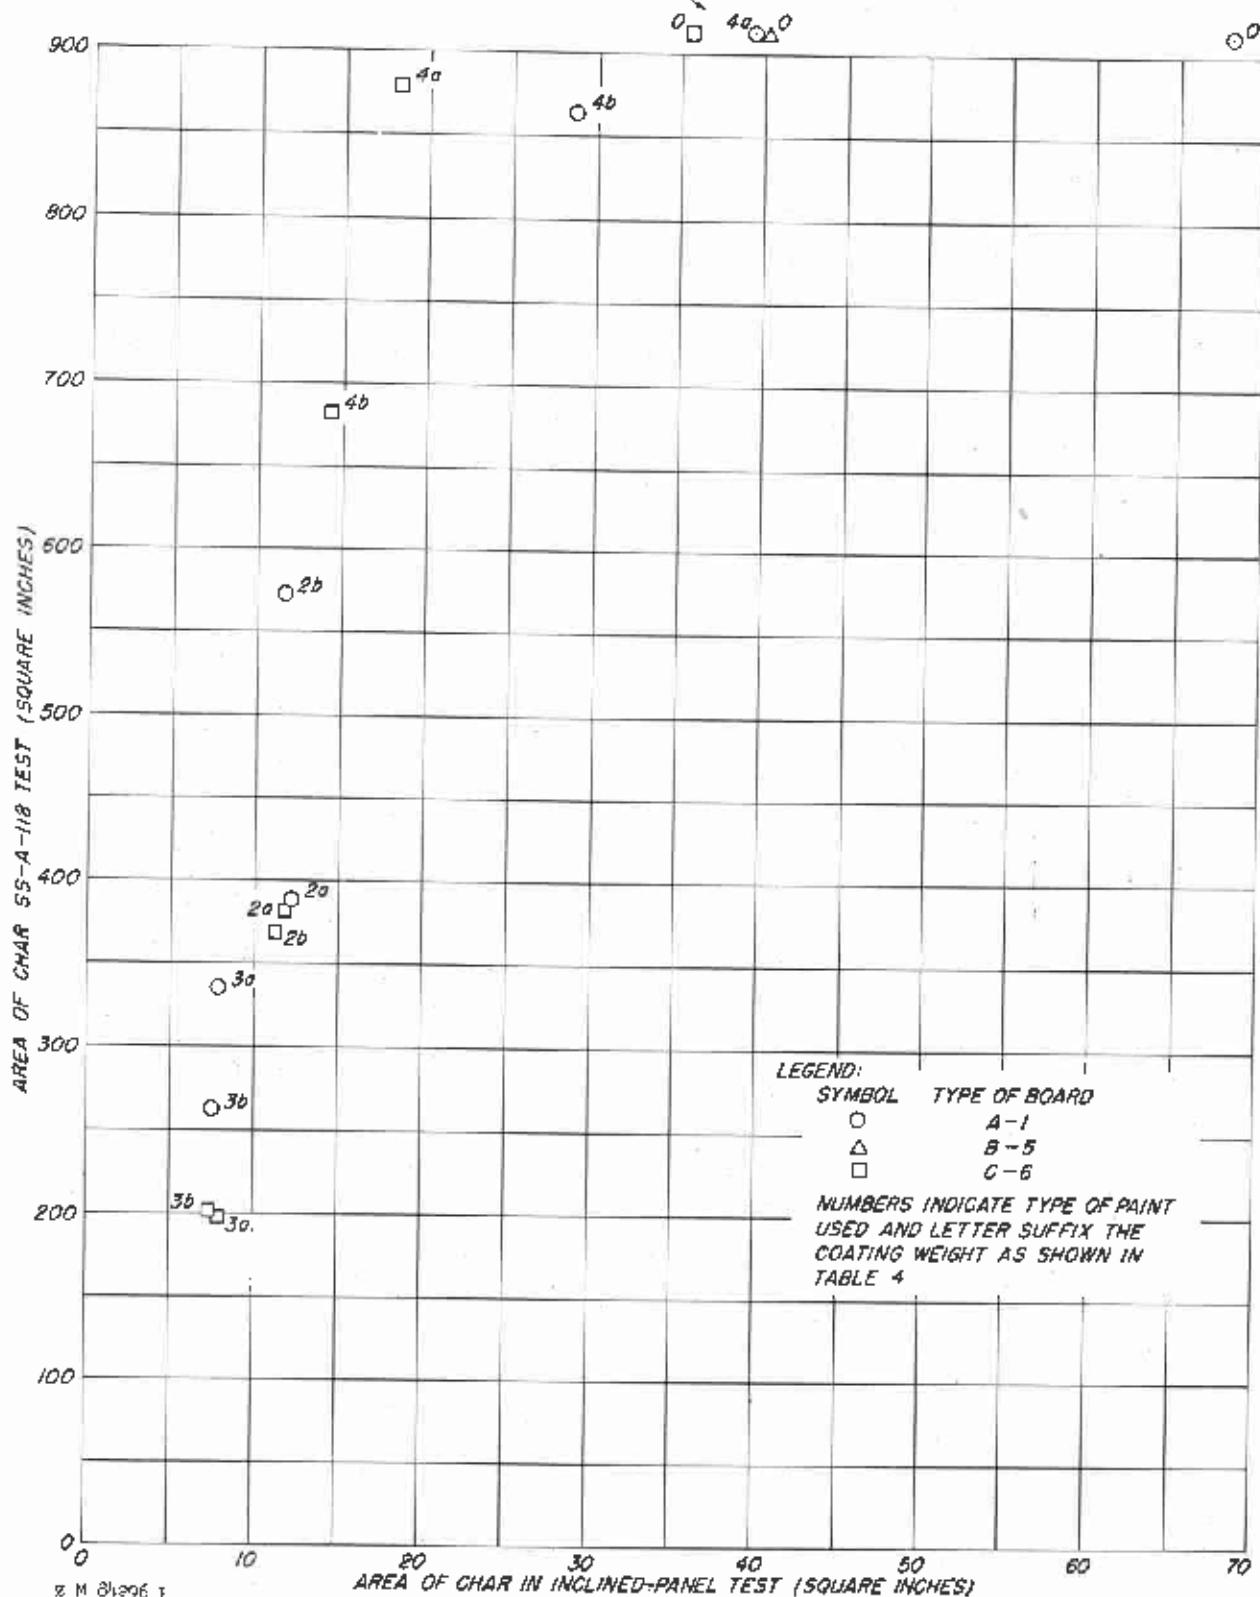 0 4a 0 0
900
4a
4b
800
700
4b
600
2b
500
400
2a
2a
2b
3a
300
3b
3b
200
3a.
100
0
0 10 20 30 40 50 60 70
AREA OF CHAR SS-A-118 TEST (SQUARE INCHES)
AREA OF CHAR IN INCLINED-PANEL TEST (SQUARE INCHES)
LEGEND:
SYMBOL TYPE OF BOARD
A-1
B-5
C-6
NUMBERS INDICATE TYPE OF PAINT
USED AND LETTER SUFFIX THE
COATING WEIGHT AS SHOWN IN
TABLE 4